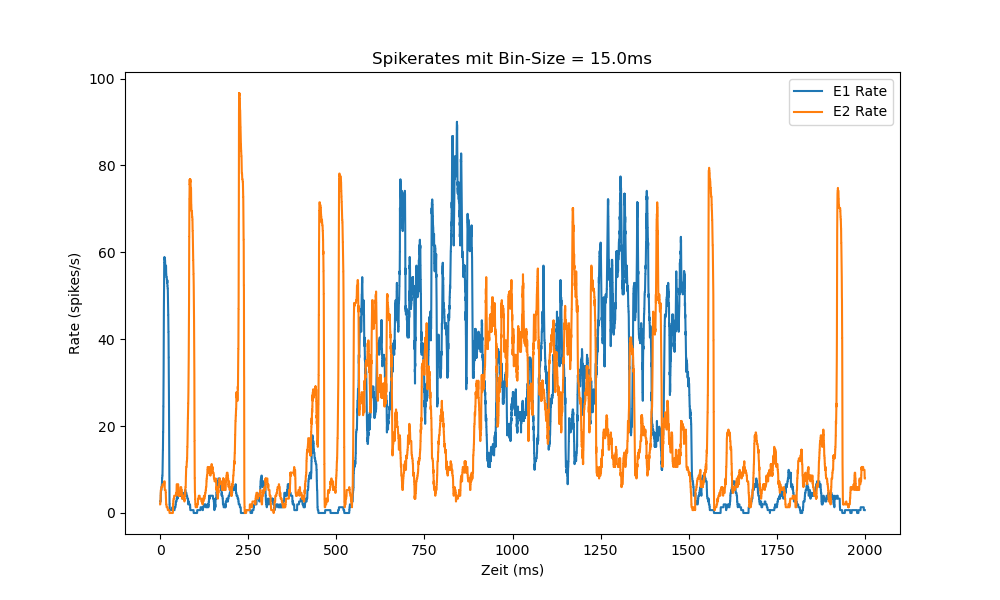 Spikerates mit Bin-Size = 15.0ms
E1 Rate
E2 Rate
100
80
60
40
20
0
Rate (spikes/s)
0 250 500 750 1000 1250 1500 1750 2000
Zeit (ms)